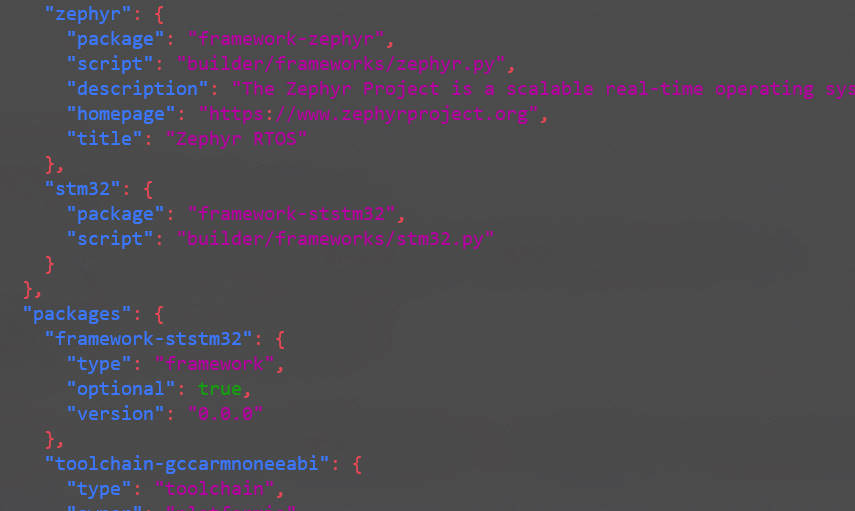 "zephyr": {
"package": "framework-zephyr",
"script": "builder/frameworks/zephyr.py",
"description": "The Zephyr Project is a scalable real-time operating sys
"homepage": "https://www.zephyrproject.org",
"title": "Zephyr RTOS"
},
"stm32": {
"package": "framework-ststm32",
"script": "builder/frameworks/stm32.py"
}
},
"packages": {
"framework-ststm32": {
"type": "framework",
"optional": true,
"version": "0.0.0"
},
"toolchain-gccarmnoneeabi": {
"type": "toolchain",